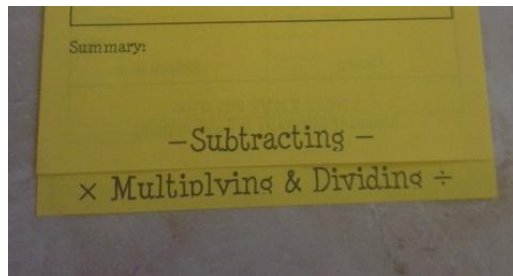 Summary:
– Subtracting –
× Multiplying & Dividing ÷